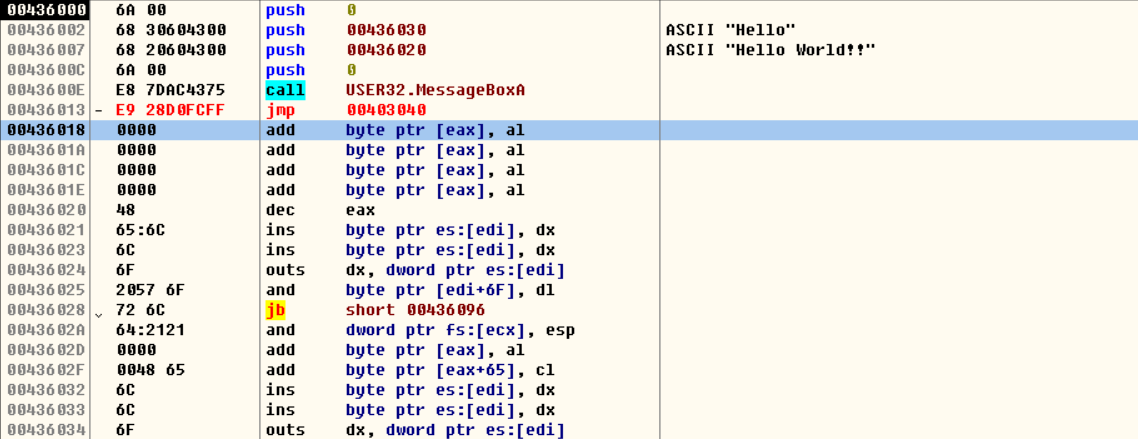 00436000 6A 00 push 0
00436002 68 30604300 push 00436030 ASCII "Hello"
00436007 68 20604300 push 00436020 ASCII "Hello World!!"
0043600C 6A 00 push 0
0043600E E8 7DAC4375 call USER32.MessageBoxA
00436013 - E9 28D0FCFF jmp 00403040
00436018 0000 add byte ptr [eax], al
0043601A 0000 add byte ptr [eax], al
0043601C 0000 add byte ptr [eax], al
0043601E 0000 add byte ptr [eax], al
00436020 48 dec eax
00436021 65:6C ins byte ptr es:[edi], dx
00436023 6C ins byte ptr es:[edi], dx
00436024 6F outs dx, dword ptr es:[edi]
00436025 2057 6F and byte ptr [edi+6F], dl
00436028 72 6C jb short 00436096
0043602A 64:2121 and dword ptr fs:[ecx], esp
0043602D 0000 add byte ptr [eax], al
0043602F 0048 65 add byte ptr [eax+65], cl
00436032 6C ins byte ptr es:[edi], dx
00436033 6C ins byte ptr es:[edi], dx
00436034 6F outs dx, dword ptr es:[edi]